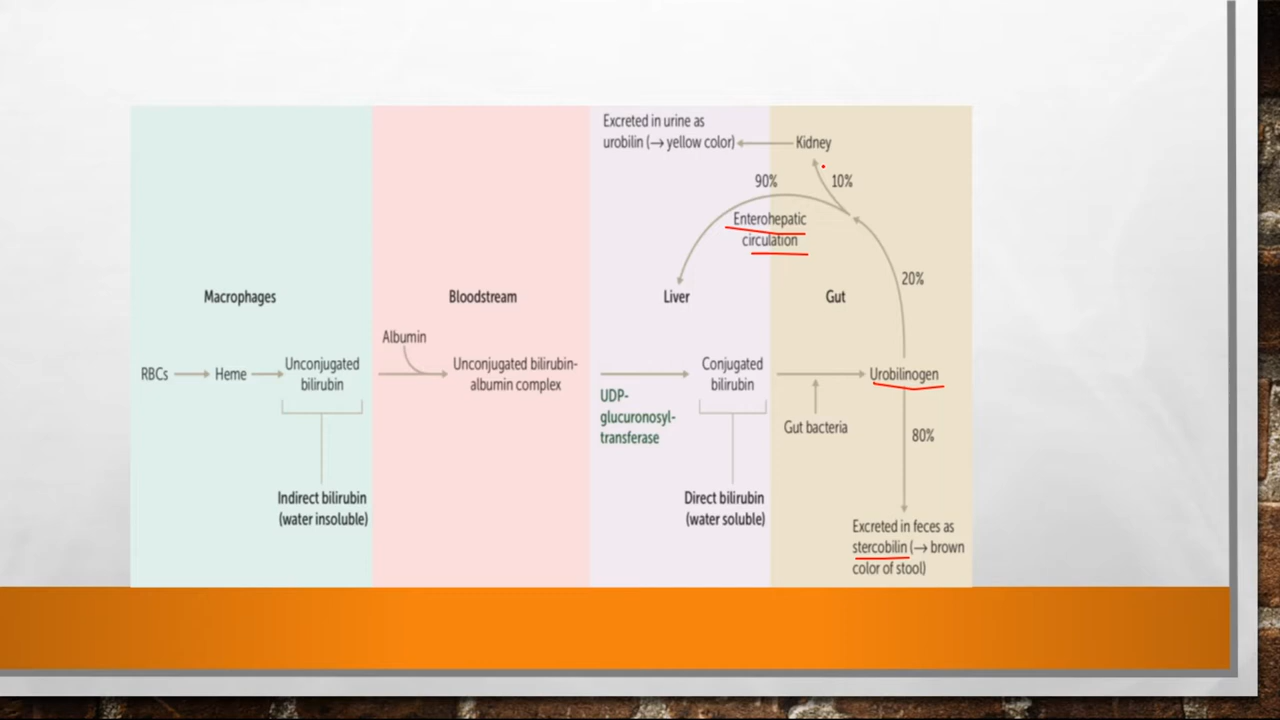 Excreted in urine as
urobilin (→ yellow color)
Kidney
90%
10%
Enterohepatic
circulation
20%
Macrophages
Bloodstream
Liver
Gut
Albumin
RBCs
Heme
Unconjugated
bilirubin
Unconjugated bilirubin-
albumin complex
UDP-
glucuronosyl-
transferase
Conjugated
bilirubin
Urobilinogen
Gut bacteria
80%
Indirect bilirubin
(water insoluble)
Direct bilirubin
(water soluble)
Excreted in feces as
stercobilin (→ brown
color of stool)